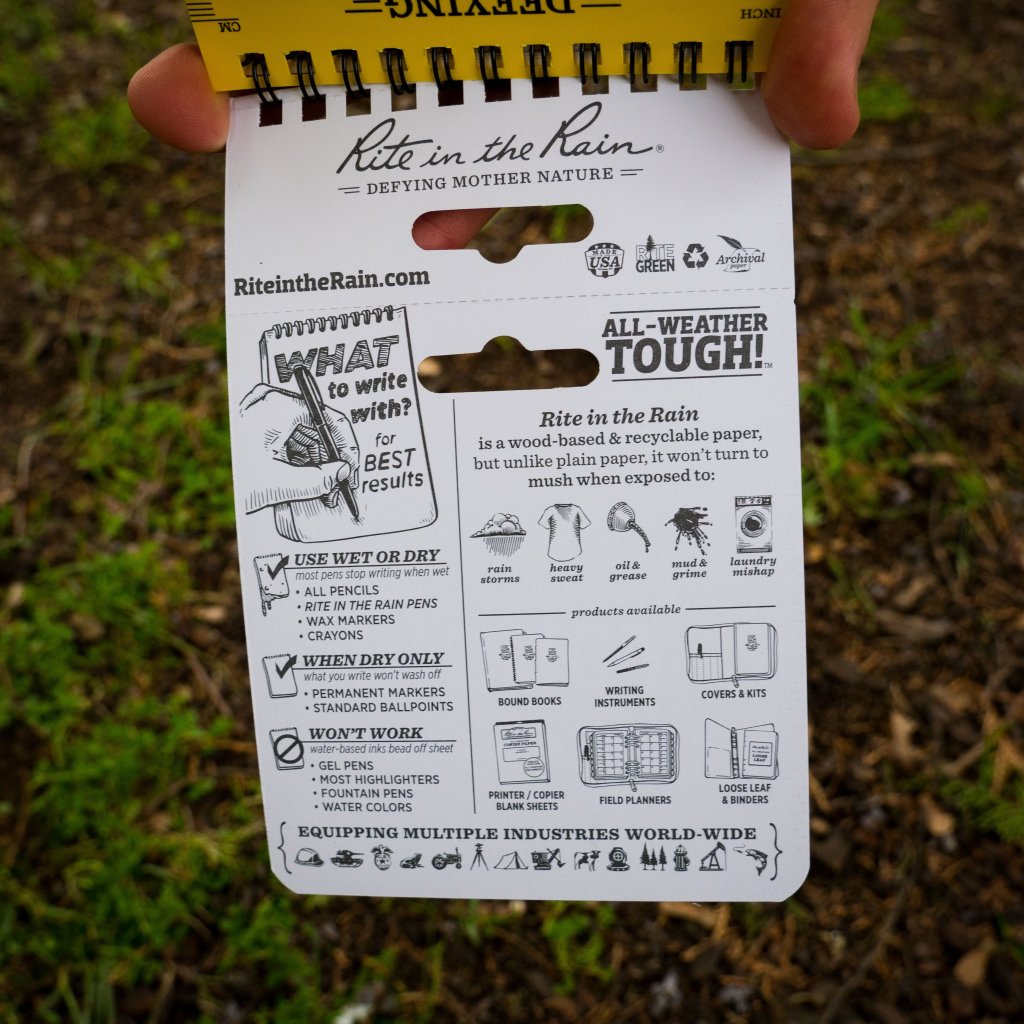 CM
DEFYING
INCH
Rite in the Rain®
DEFYING MOTHER NATURE
MADE
USA
RITE
GREEN
Archival
paper
RiteintheRain.com
WHAT
to write
with?
for
BEST
results
ALL-WEATHER
TOUGH!™
Rite in the Rain
is a wood-based & recyclable paper,
but unlike plain paper, it won't turn to
mush when exposed to:
rain
storms
heavy
sweat
oil &
grease
mud &
grime
laundry
mishap
USE WET OR DRY
most pens stop writing when wet
• ALL PENCILS
• RITE IN THE RAIN PENS
• WAX MARKERS
• CRAYONS
WHEN DRY ONLY
what you write won't wash off
• PERMANENT MARKERS
• STANDARD BALLPOINTS
WON'T WORK
water-based inks bead off sheet
• GEL PENS
• MOST HIGHLIGHTERS
• FOUNTAIN PENS
• WATER COLORS
products available
BOUND BOOKS
WRITING
INSTRUMENTS
COVERS & KITS
COPIER PAPER
PRINTER / COPIER
BLANK SHEETS
FIELD PLANNERS
LOOSE
LEAF
LOOSE LEAF
& BINDERS
EQUIPPING MULTIPLE INDUSTRIES WORLD-WIDE